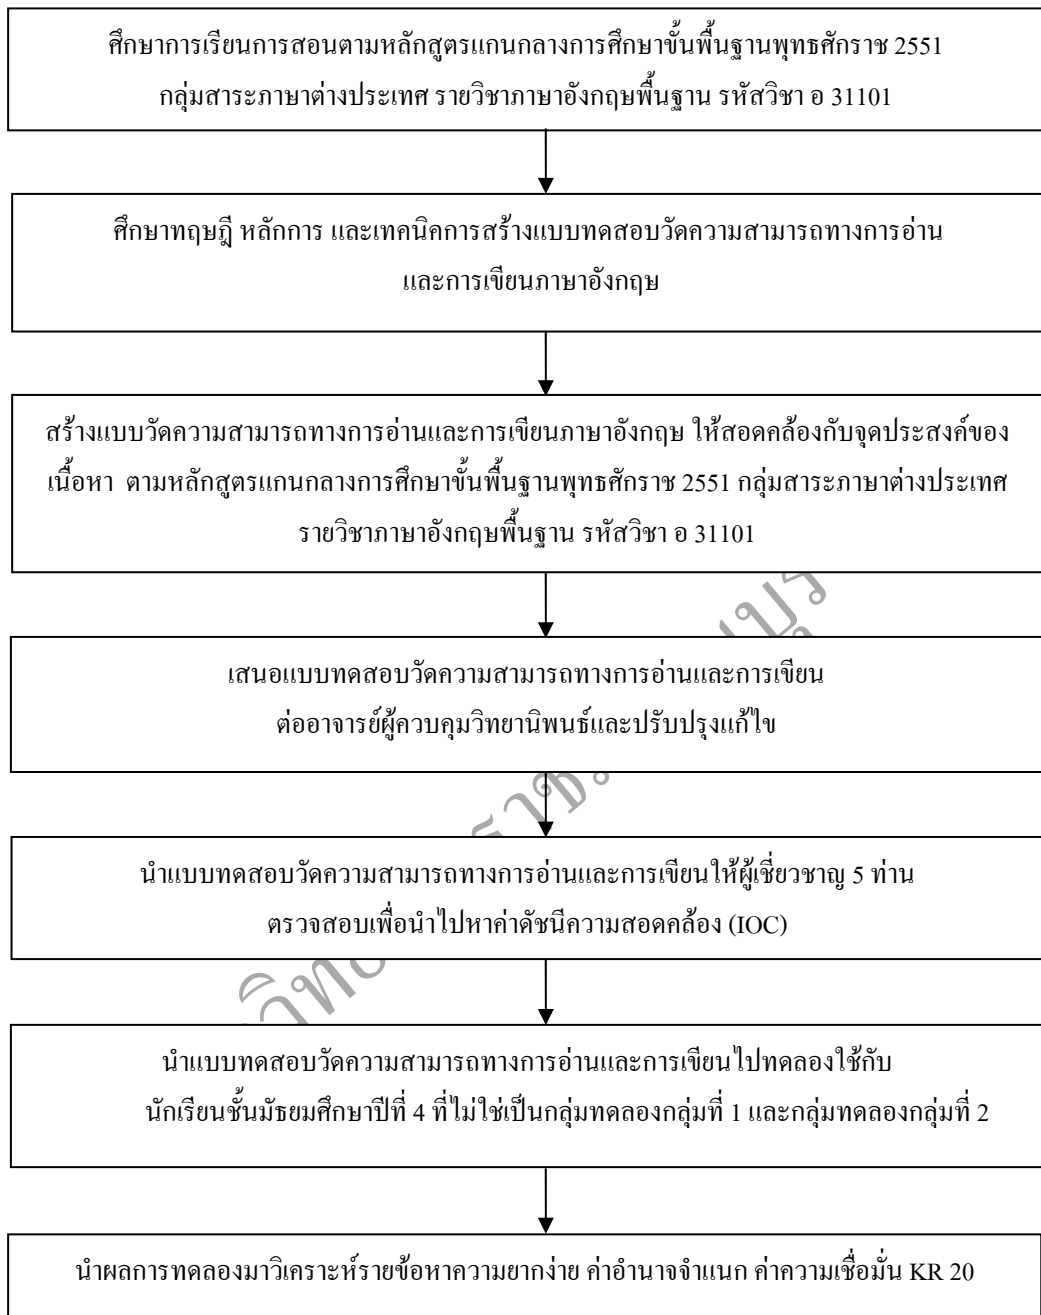 ศึกษาการเรียนการสอนตามหลักสูตรแกนกลางการศึกษาขั้นพื้นฐานพุทธศักราช 2551
กลุ่มสาระภาษาต่างประเทศ รายวิชาภาษาอังกฤษพื้นฐาน รหัสวิชา อ 31101
ศึกษาทฤษฎี หลักการ และเทคนิคการสร้างแบบทดสอบวัดความสามารถทางการอ่าน
และการเขียนภาษาอังกฤษ
สร้างแบบวัดความสามารถทางการอ่านและการเขียนภาษาอังกฤษ ให้สอดคล้องกับจุดประสงค์ของ
เนื้อหา ตามหลักสูตรแกนกลางการศึกษาขั้นพื้นฐานพุทธศักราช 2551 กลุ่มสาระภาษาต่างประเทศ
รายวิชาภาษาอังกฤษพื้นฐาน รหัสวิชา อ 31101
เสนอแบบทดสอบวัดความสามารถทางการอ่านและการเขียน
ต่ออาจารย์ผู้ควบคุมวิทยานิพนธ์และปรับปรุงแก้ไข
นำแบบทดสอบวัดความสามารถทางการอ่านและการเขียนให้ผู้เชี่ยวชาญ 5 ท่าน
ตรวจสอบเพื่อนำไปหาค่าดัชนีความสอดคล้อง (IOC)
นำแบบทดสอบวัดความสามารถทางการอ่านและการเขียนไปทดลองใช้กับ
นักเรียนชั้นมัธยมศึกษาปีที่ 4 ที่ไม่ใช่เป็นกลุ่มทดลองกลุ่มที่ 1 และกลุ่มทดลองกลุ่มที่ 2
นำผลการทดลองมาวิเคราะห์รายข้อหาความยากง่าย ค่าอำนาจจำแนก ค่าความเชื่อมั่น KR 20